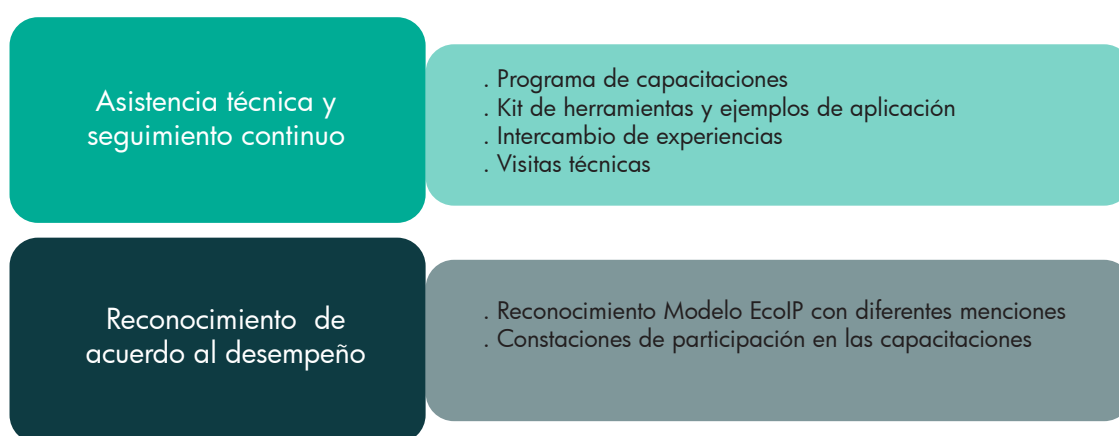 Asistencia técnica y
seguimiento continuo
. Programa de capacitaciones
. Kit de herramientas y ejemplos de aplicación
. Intercambio de experiencias
. Visitas técnicas
Reconocimiento de
acuerdo al desempeño
. Reconocimiento Modelo EcoIP con diferentes menciones
. Constaciones de participación en las capacitaciones